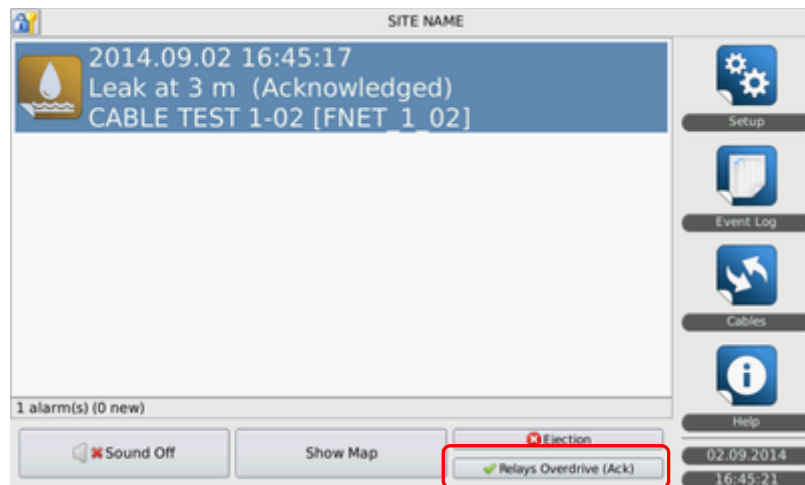 SITE NAME
2014.09.02 16:45:17
Leak at 3 m (Acknowledged)
CABLE TEST 1-02 [FNET_1_02]
Setup
Event Log
Cables
Help
1 alarm(s) (0 new)
Sound Off
Show Map
Ejection
Relays Overdrive (Ack)
02.09.2014
16:45:21